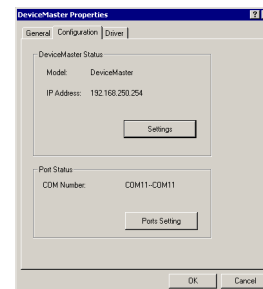 DeviceMaster Properties
General Configuration Driver
DeviceMaster Status
Model: DeviceMaster
IP Address: 192.168.250.254
Settings
Port Status
COM Number: COM11--COM11
Ports Setting
OK Cancel